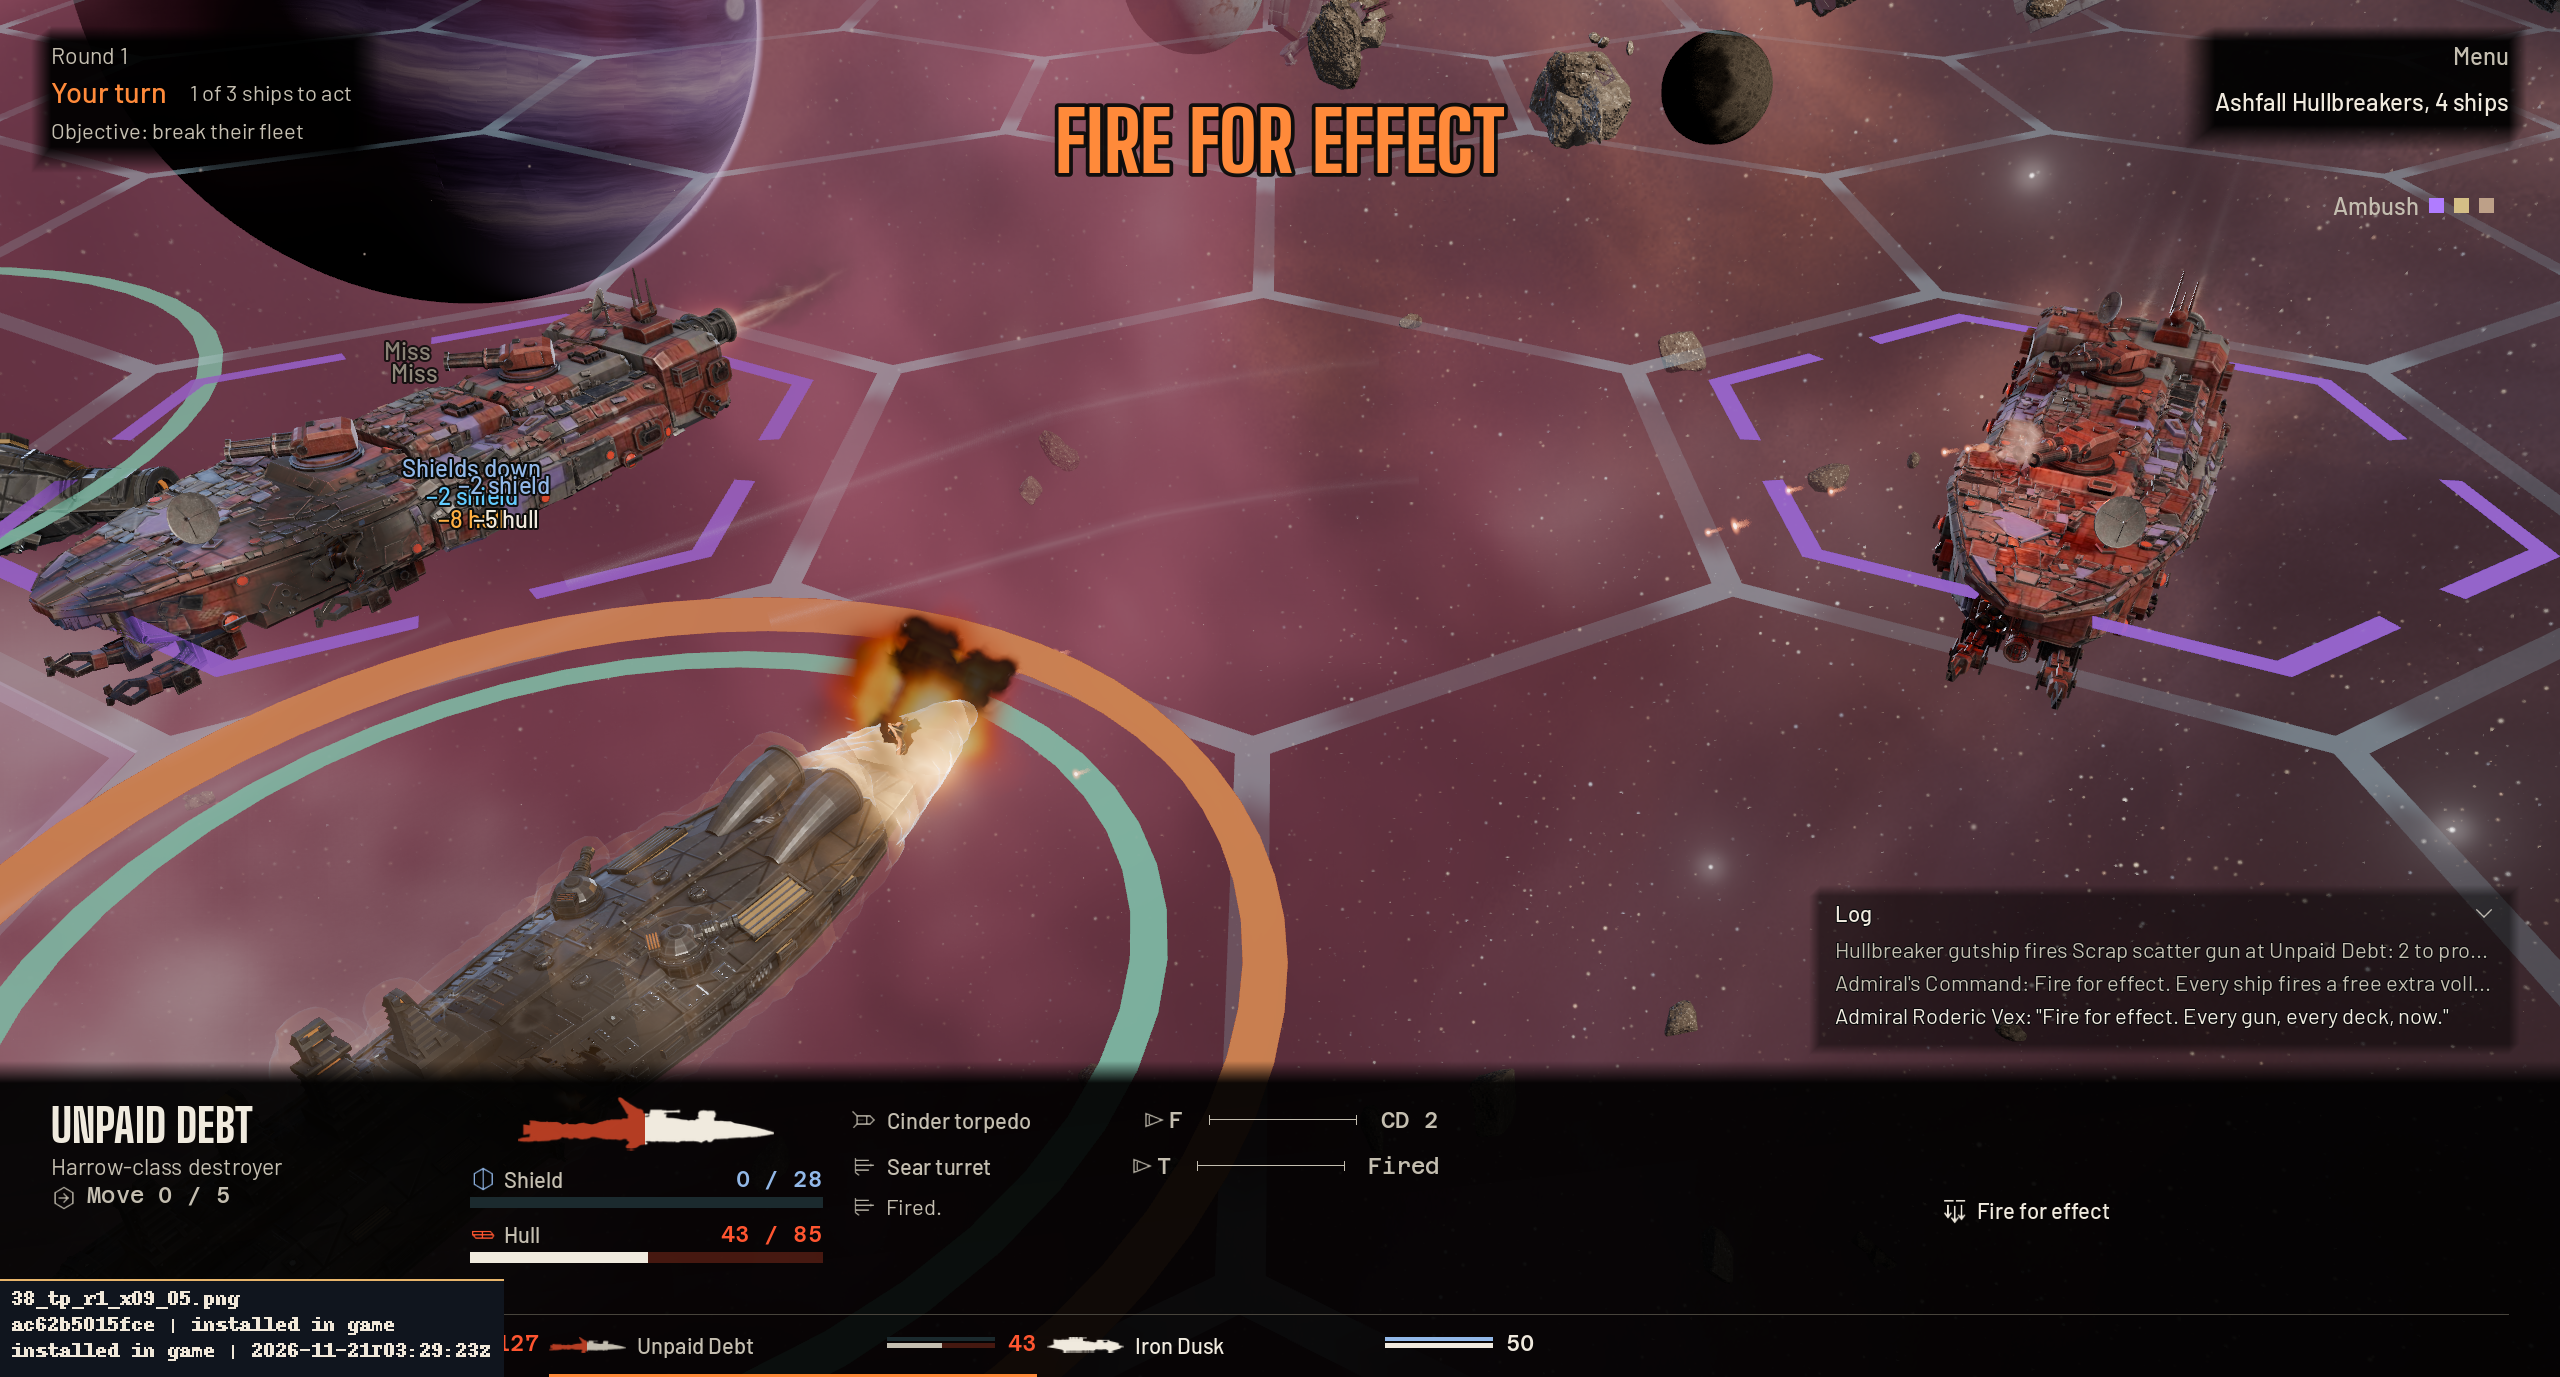 Round 1
Your turn 1 of 3 ships to act
Objective: break their fleet
FIRE FOR EFFECT
Menu
Ashfall Hullbreakers, 4 ships
Ambush
Miss
Miss
Shields down
-2 shield
-2 shield
-8
-5 hull
Log
Hullbreaker gutship fires Scrap scatter gun at Unpaid Debt: 2 to pro...
Admiral's Command: Fire for effect. Every ship fires a free extra voll...
Admiral Roderic Vex: "Fire for effect. Every gun, every deck, now."
UNPAID DEBT
Harrow-class destroyer
Move 0 / 5
Shield 0 / 28
Hull 43 / 85
Cinder torpedo F CD 2
Sear turret T Fired
Fired.
Fire for effect
38_tp_r1_x09_05.png
ac62b5015fce | installed in game
installed in game | 2026-11-21T03:29:23Z
127 Unpaid Debt 43 Iron Dusk 50